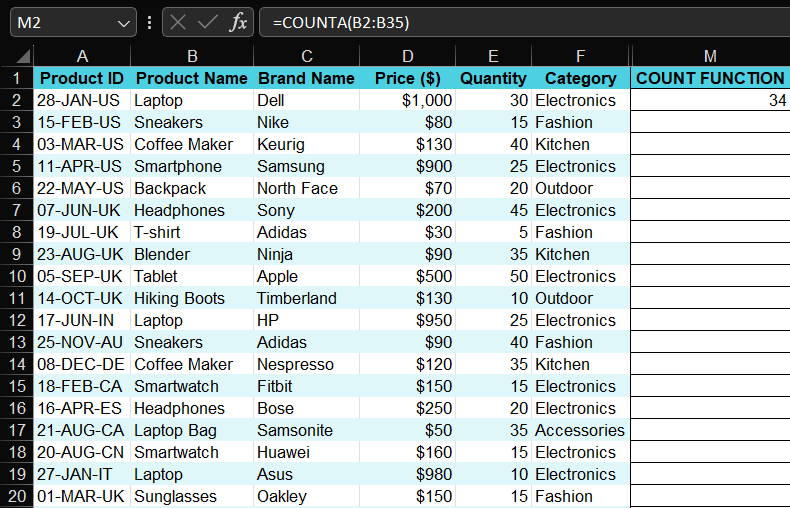 M2 fx =COUNTA(B2:B35)
A B C D E F M
1 Product ID Product Name Brand Name Price ($) Quantity Category COUNT FUNCTION
2 28-JAN-US Laptop Dell $1,000 30 Electronics 34
3 15-FEB-US Sneakers Nike $80 15 Fashion
4 03-MAR-US Coffee Maker Keurig $130 40 Kitchen
5 11-APR-US Smartphone Samsung $900 25 Electronics
6 22-MAY-US Backpack North Face $70 20 Outdoor
7 07-JUN-UK Headphones Sony $200 45 Electronics
8 19-JUL-UK T-shirt Adidas $30 5 Fashion
9 23-AUG-UK Blender Ninja $90 35 Kitchen
10 05-SEP-UK Tablet Apple $500 50 Electronics
11 14-OCT-UK Hiking Boots Timberland $130 10 Outdoor
12 17-JUN-IN Laptop HP $950 25 Electronics
13 25-NOV-AU Sneakers Adidas $90 40 Fashion
14 08-DEC-DE Coffee Maker Nespresso $120 35 Kitchen
15 18-FEB-CA Smartwatch Fitbit $150 15 Electronics
16 16-APR-ES Headphones Bose $250 20 Electronics
17 21-AUG-CA Laptop Bag Samsonite $50 35 Accessories
18 20-AUG-CN Smartwatch Huawei $160 15 Electronics
19 27-JAN-IT Laptop Asus $980 10 Electronics
20 01-MAR-UK Sunglasses Oakley $150 15 Fashion